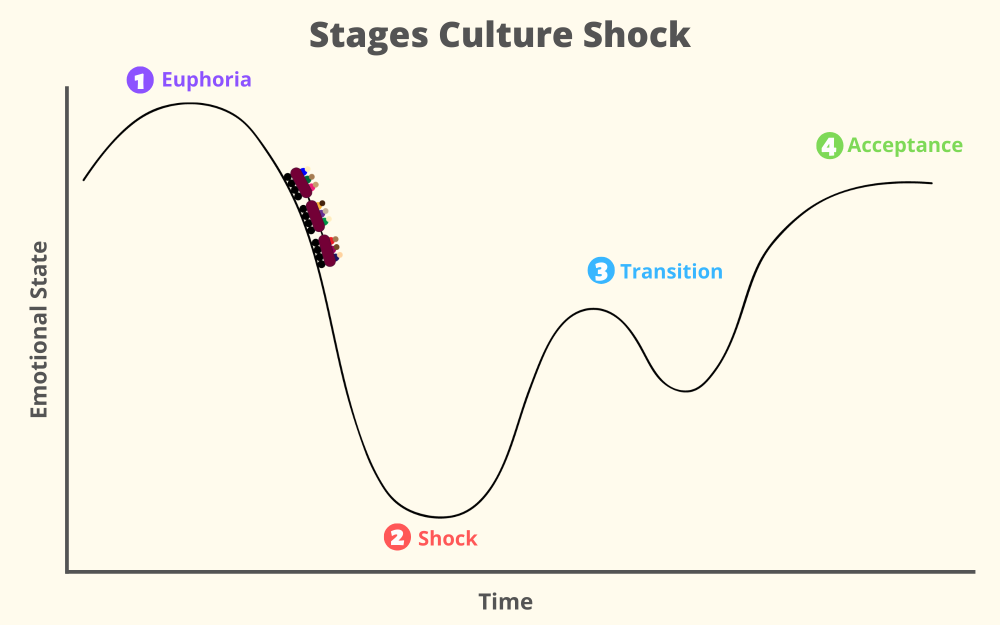 Stages Culture Shock
1 Euphoria
4 Acceptance
3 Transition
2 Shock
Emotional State
Time